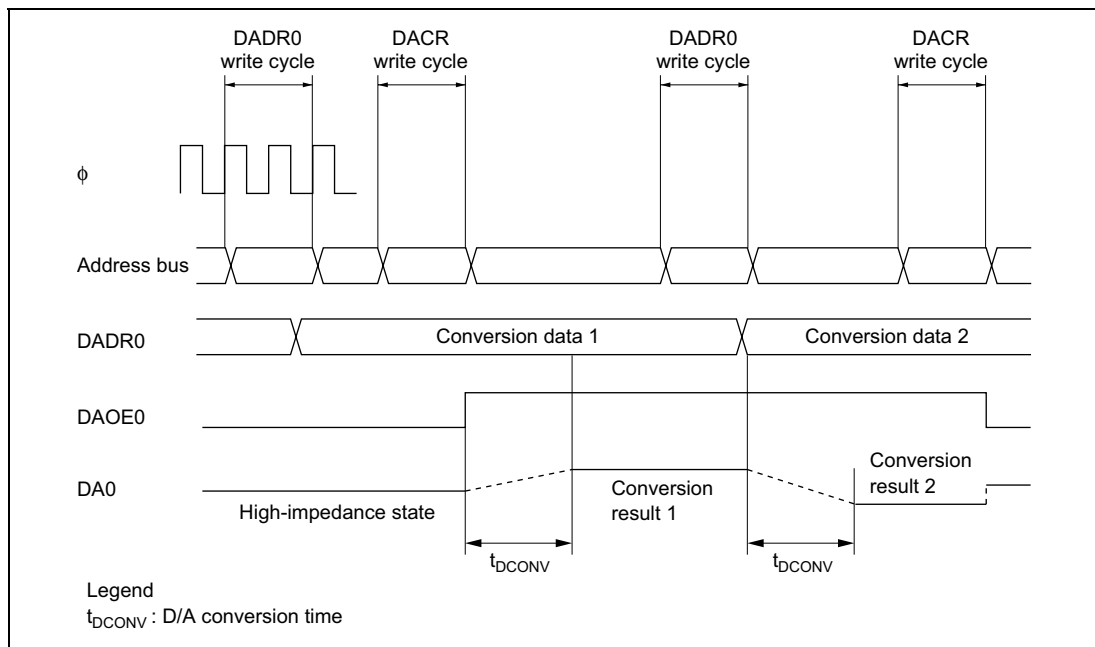 DADR0
write cycle
DACR
write cycle
DADR0
write cycle
DACR
write cycle
ϕ
Address bus
DADR0
Conversion data 1
Conversion data 2
DAOE0
DA0
High-impedance state
Conversion
result 1
Conversion
result 2
tDCONV
tDCONV
Legend
tDCONV : D/A conversion time